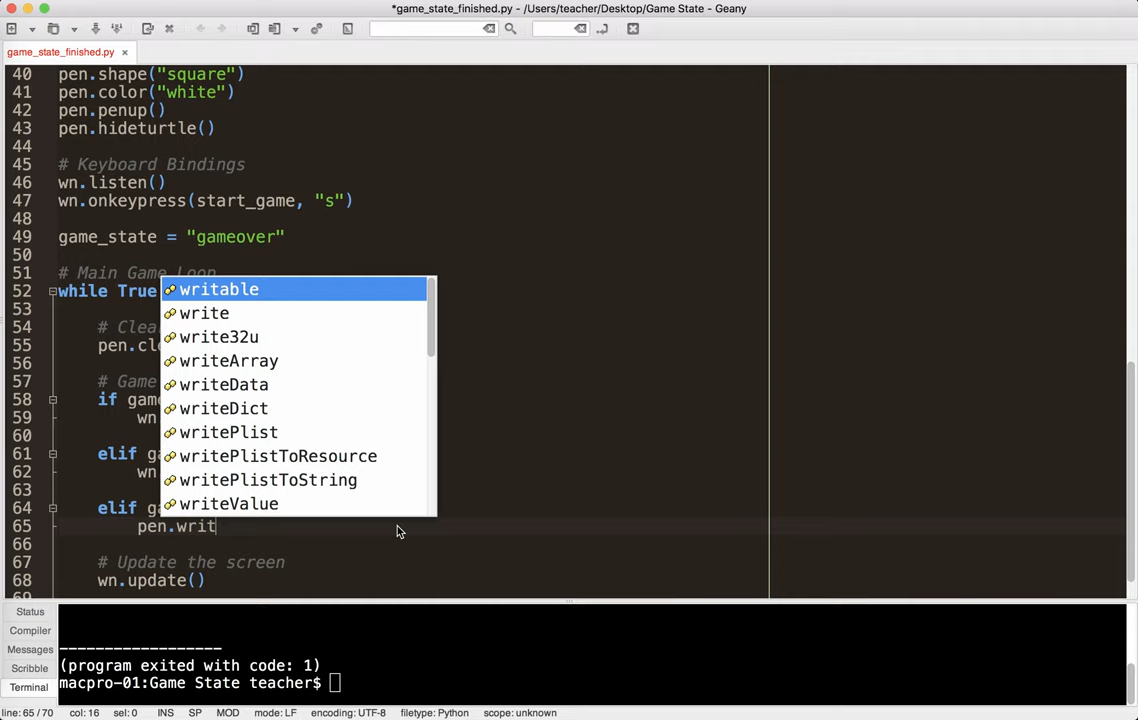 *game_state_finished.py - /Users/teacher/Desktop/Game State - Geany
game_state_finished.py ×
40 pen.shape("square")
41 pen.color("white")
42 pen.penup()
43 pen.hideturtle()
44
45 # Keyboard Bindings
46 wn.listen()
47 wn.onkeypress(start_game, "s")
48
49 game_state = "gameover"
50
51 # Main Game Loop
52 while True
53
54 # Clea
55 pen.cl
56
57 # Game
58 if gam
59 wn
60
61 elif ga
62 wn
63
64 elif ga
65 pen.writ
66
67 # Update the screen
68 wn.update()
69
writable
write
write32u
writeArray
writeData
writeDict
writePlist
writePlistToResource
writePlistToString
writeValue
Status
Compiler
Messages
Scribble
Terminal
------------------
(program exited with code: 1)
macpro-01:Game State teacher$
line: 65 / 70 col: 16 sel: 0 INS SP MOD mode: LF encoding: UTF-8 filetype: Python scope: unknown